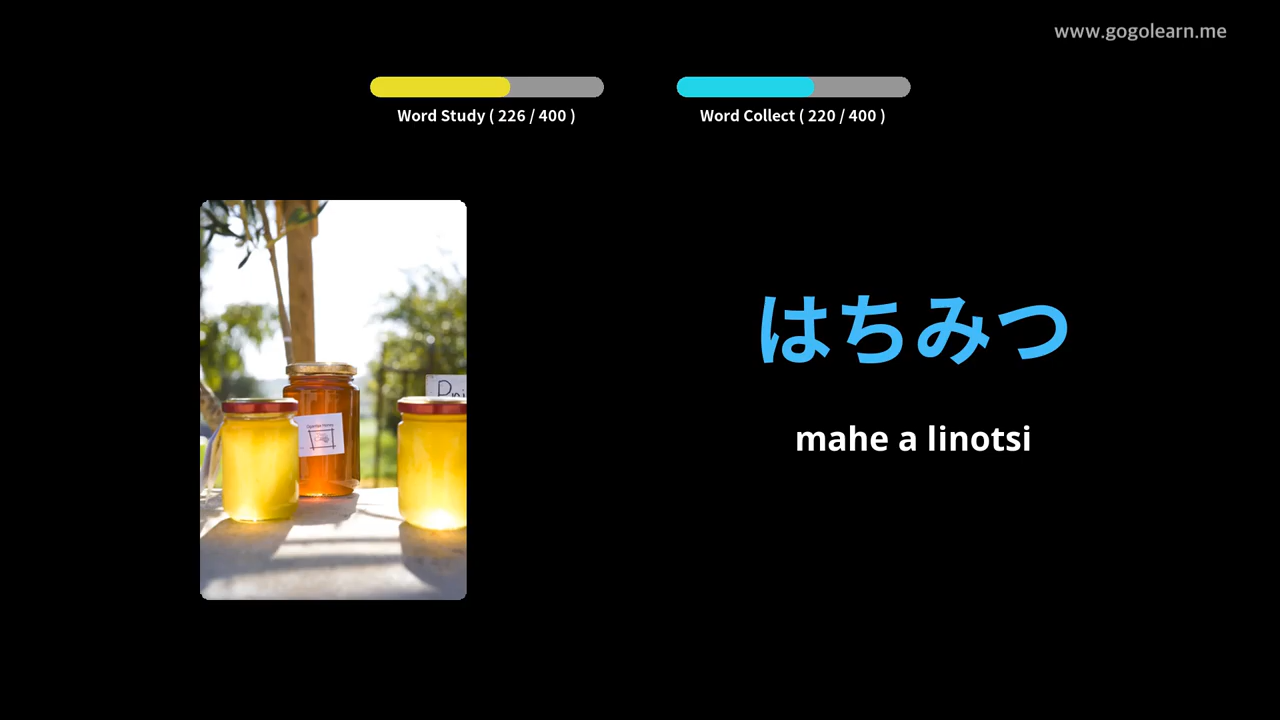 www.gogolearn.me
Word Study ( 226 / 400 )
Word Collect ( 220 / 400 )
はちみつ
mahe a linotsi